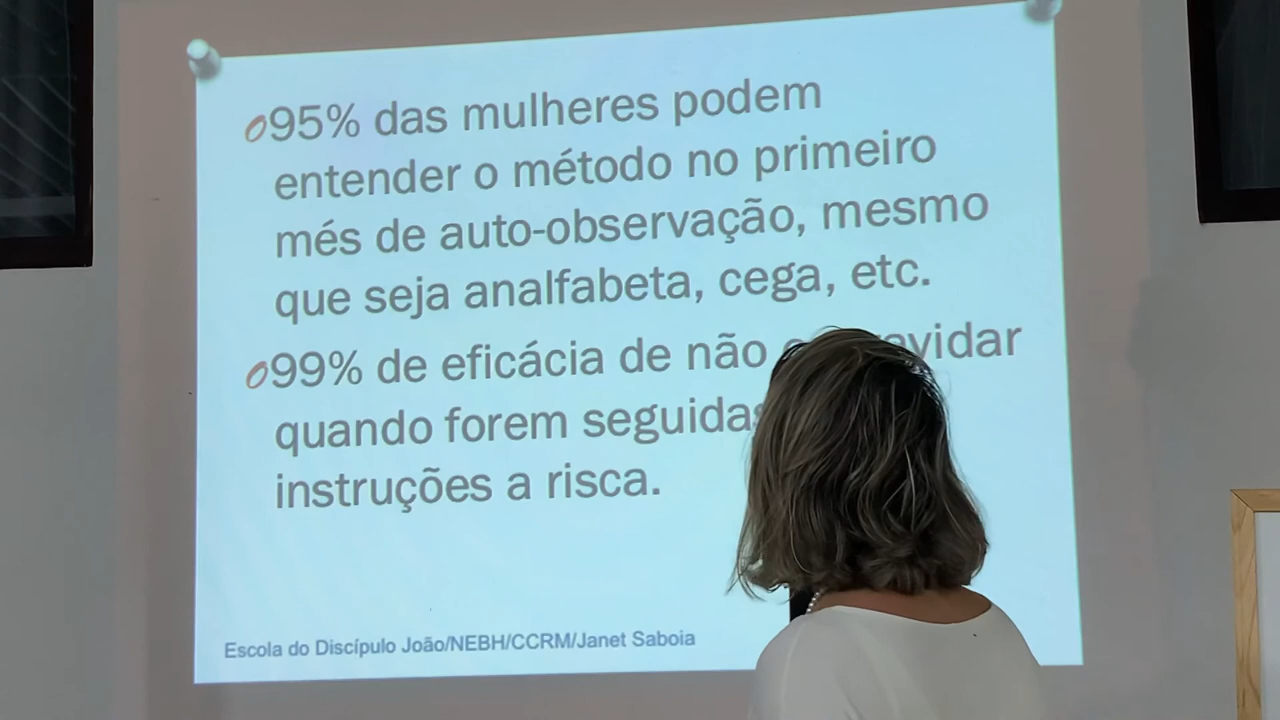 95% das mulheres podem
entender o método no primeiro
més de auto-observação, mesmo
que seja analfabeta, cega, etc.
99% de eficácia de não
quando forem seguidas
instruções a risca.
Escola do Discípulo João/NEBH/CCRM/Janet Saboia